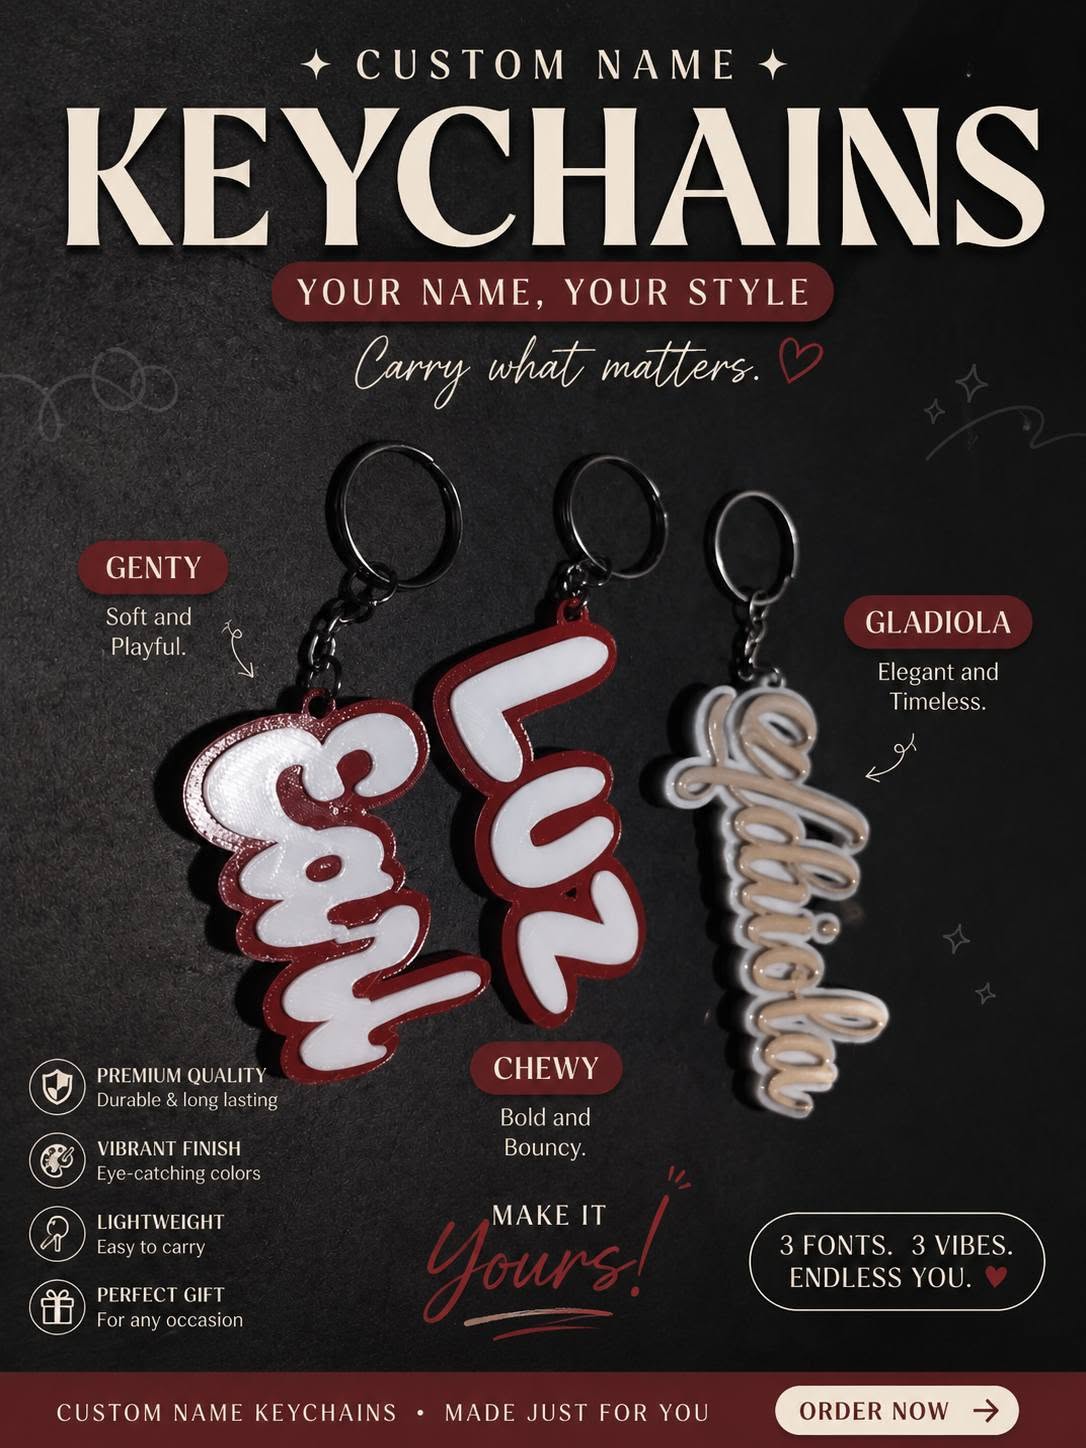 CUSTOM NAME
KEYCHAINS
YOUR NAME, YOUR STYLE
Carry what matters.
GENTY
Soft and
Playful.
GLADIOLA
Elegant and
Timeless.
Luz
gladiola
CHEWY
Bold and
Bouncy.
PREMIUM QUALITY
Durable & long lasting
VIBRANT FINISH
Eye-catching colors
LIGHTWEIGHT
Easy to carry
PERFECT GIFT
For any occasion
MAKE IT
Yours!
3 FONTS. 3 VIBES.
ENDLESS YOU.
CUSTOM NAME KEYCHAINS • MADE JUST FOR YOU
ORDER NOW